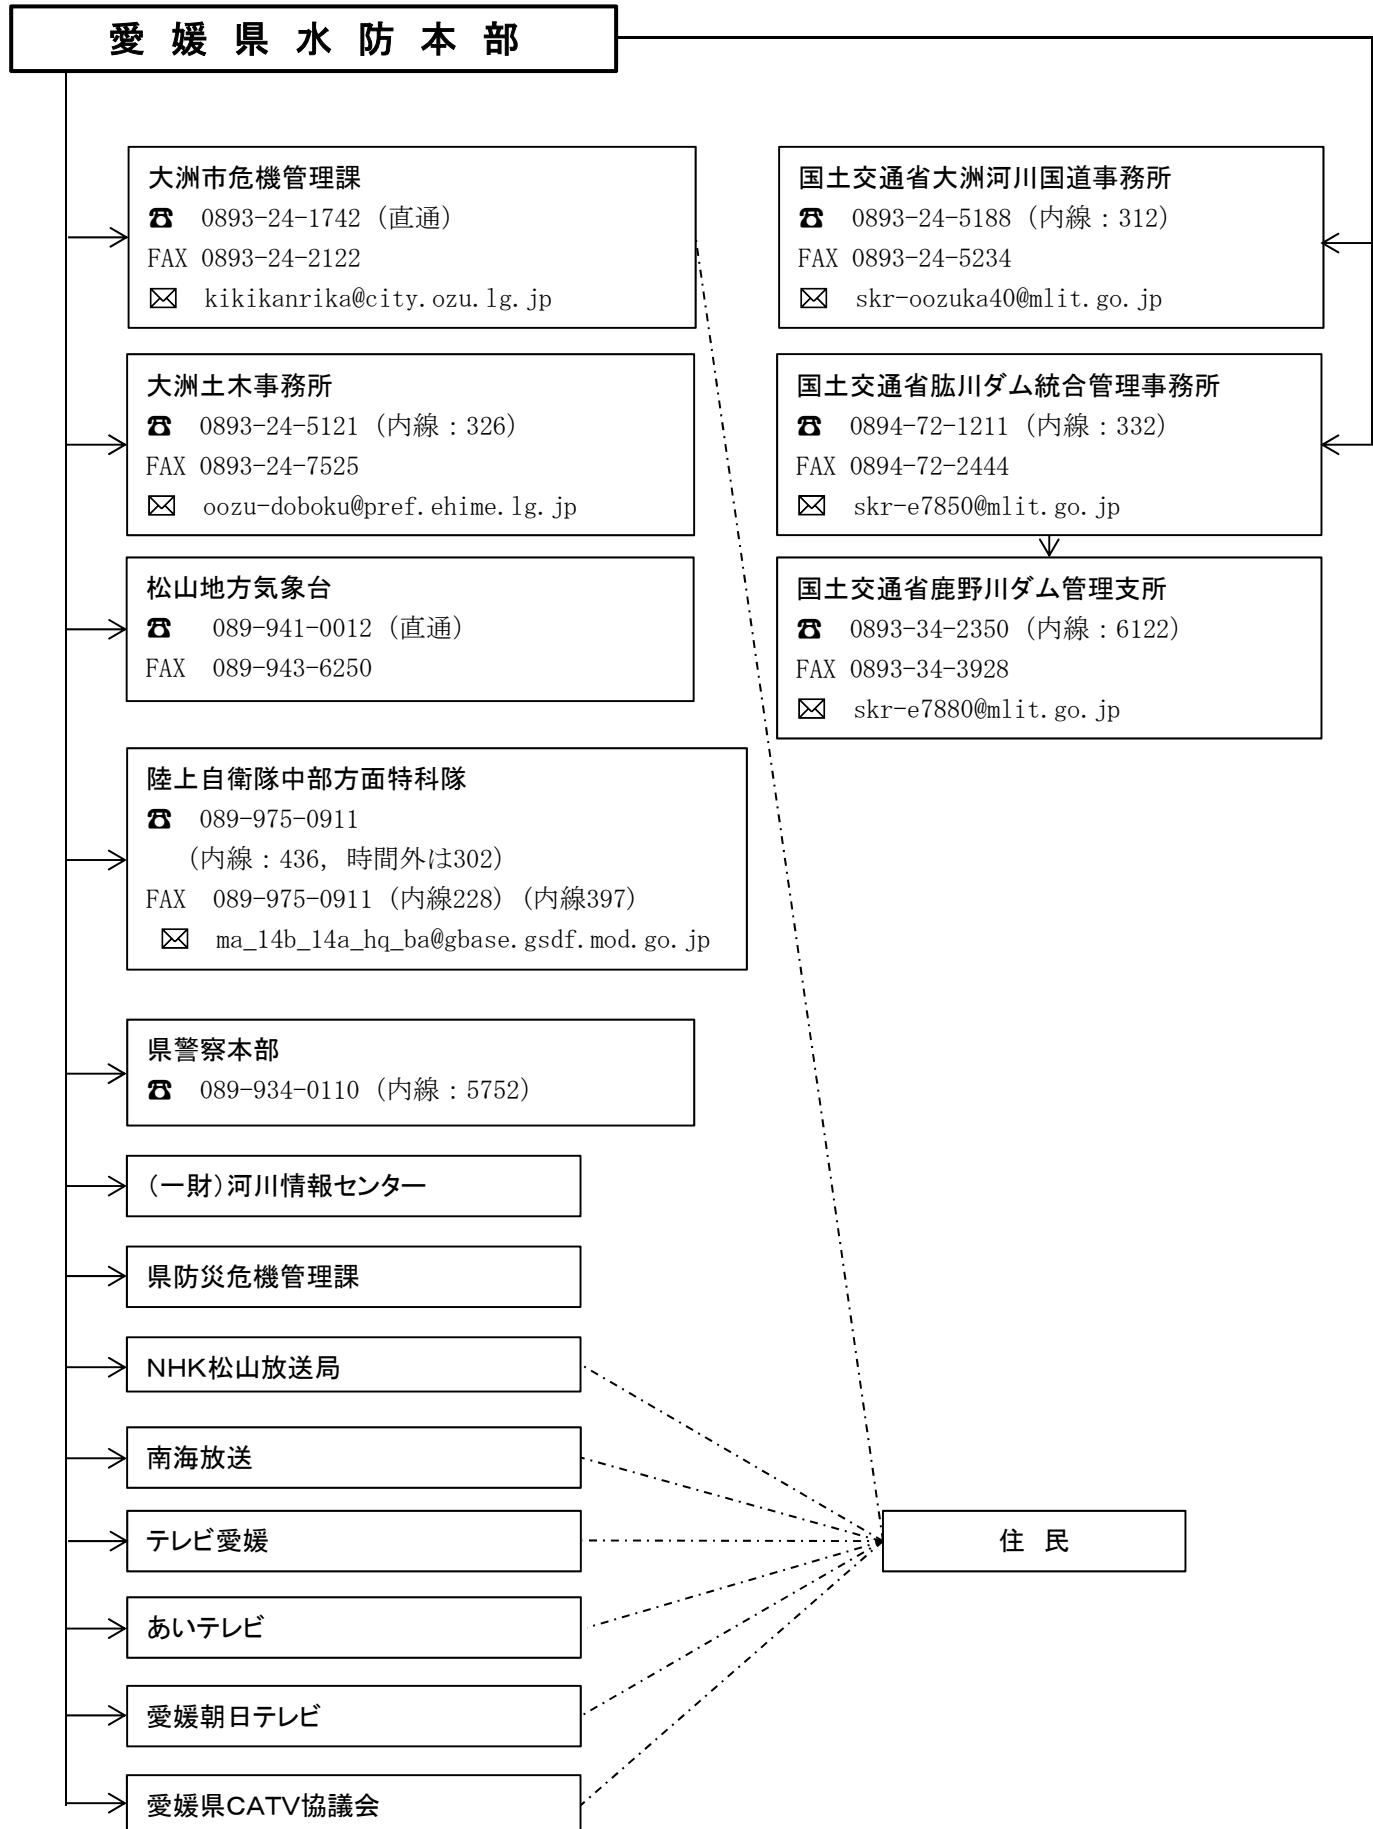 愛媛県水防本部
大洲市危機管理課
☎ 0893-24-1742（直通）
FAX 0893-24-2122
✉ kikikanrika@city.ozu.lg.jp
大洲土木事務所
☎ 0893-24-5121（内線：326）
FAX 0893-24-7525
✉ oozu-doboku@pref.ehime.lg.jp
松山地方気象台
☎ 089-941-0012（直通）
FAX 089-943-6250
陸上自衛隊中部方面特科隊
☎ 089-975-0911
（内線：436，時間外は302）
FAX 089-975-0911（内線228）（内線397）
✉ ma_14b_14a_hq_ba@gbase.gsdf.mod.go.jp
県警察本部
☎ 089-934-0110（内線：5752）
（一財）河川情報センター
県防災危機管理課
NHK松山放送局
南海放送
テレビ愛媛
あいテレビ
愛媛朝日テレビ
愛媛県CATV協議会
国土交通省大洲河川国道事務所
☎ 0893-24-5188（内線：312）
FAX 0893-24-5234
✉ skr-oozuka40@mlit.go.jp
国土交通省肱川ダム統合管理事務所
☎ 0894-72-1211（内線：332）
FAX 0894-72-2444
✉ skr-e7850@mlit.go.jp
国土交通省鹿野川ダム管理支所
☎ 0893-34-2350（内線：6122）
FAX 0893-34-3928
✉ skr-e7880@mlit.go.jp
住民